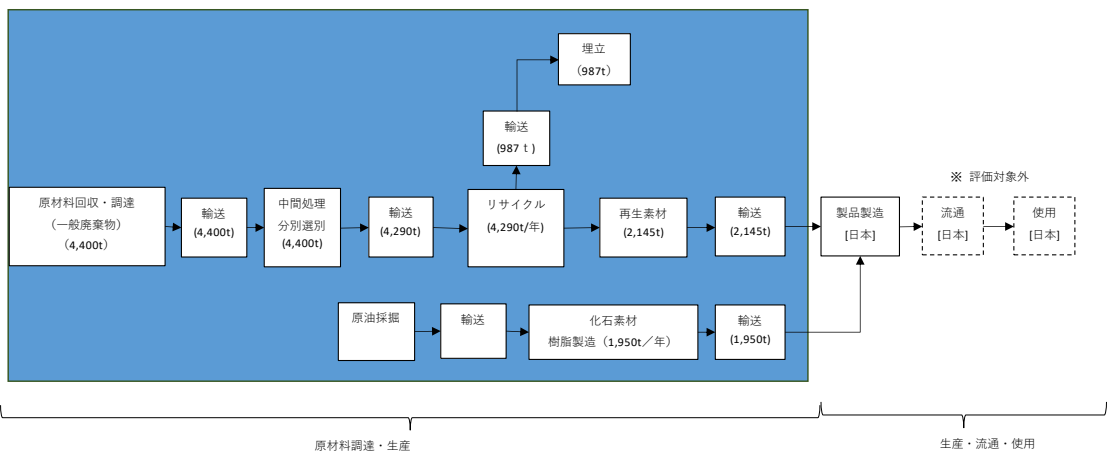 埋立
（987t）
輸送
(987ｔ)
※ 評価対象外
原材料回収・調達
（一般廃棄物）
（4,400t）
輸送
(4,400t)
中間処理
分別選別
(4,400t)
輸送
(4,290t)
リサイクル
(4,290t/年)
再生素材
(2,145t)
輸送
(2,145t)
製品製造
[日本]
流通
[日本]
使用
[日本]
原油採掘
輸送
化石素材
樹脂製造（1,950t／年）
輸送
(1,950t)
原材料調達・生産
生産・流通・使用